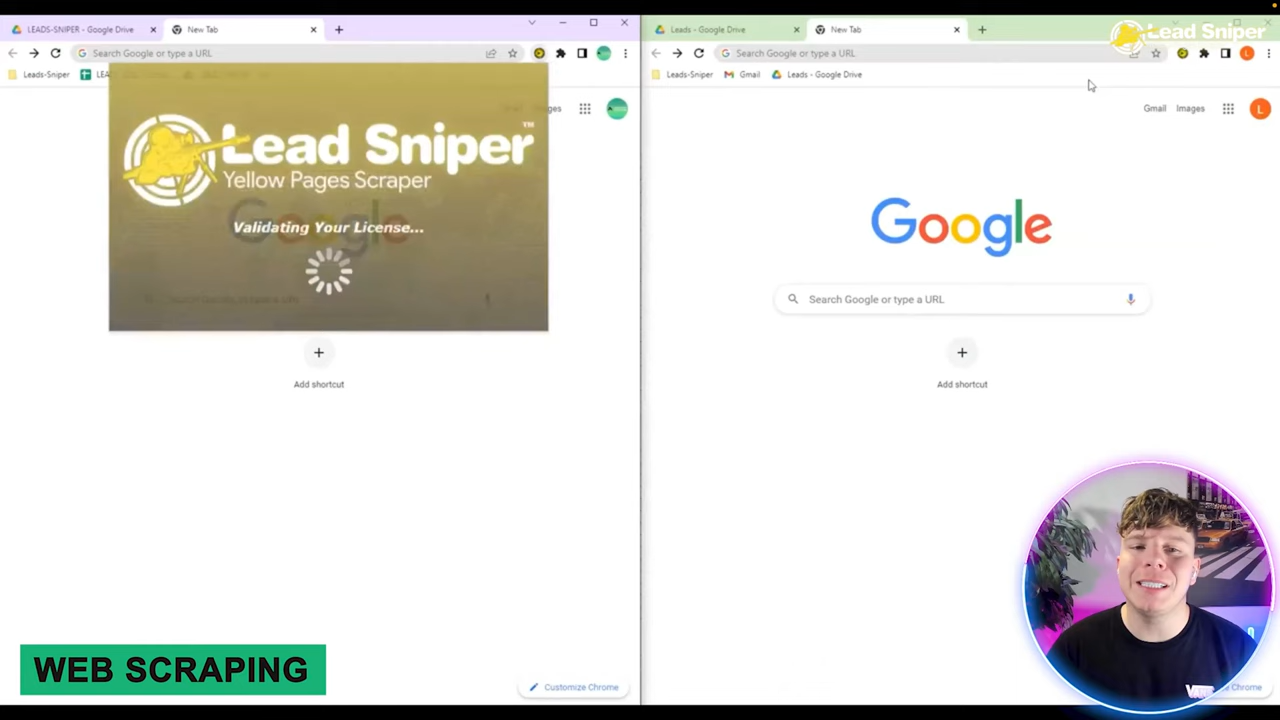 LEADS-SNIPER - Google Drive
New Tab
Search Google or type a URL
Leads-Sniper
Lead Sniper™
Yellow Pages Scraper
Validating Your License...
Add shortcut
Customize Chrome
Leads - Google Drive
New Tab
Lead Sniper
Search Google or type a URL
L
Leads-Sniper
Gmail
Leads - Google Drive
Gmail
Images
L
Google
Search Google or type a URL
Add shortcut
WEB SCRAPING